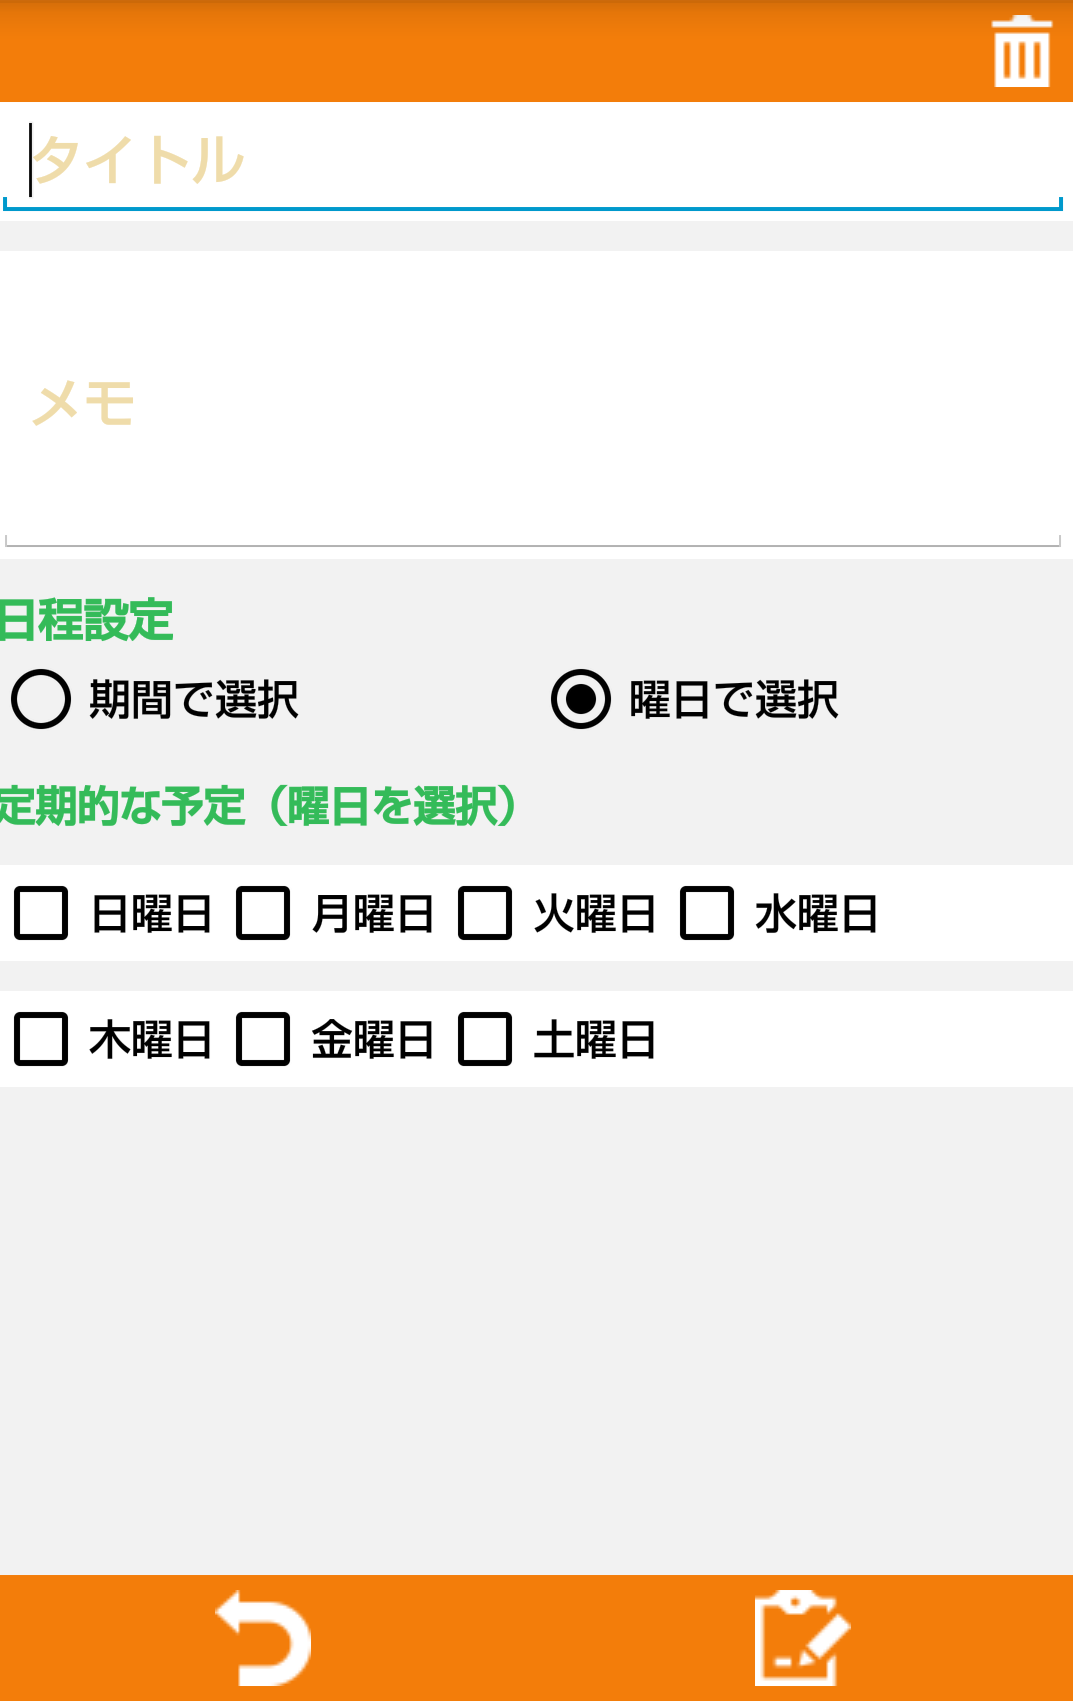 タイトル
メモ
日程設定
期間で選択 曜日で選択
定期的な予定（曜日を選択）
日曜日 月曜日 火曜日 水曜日
木曜日 金曜日 土曜日